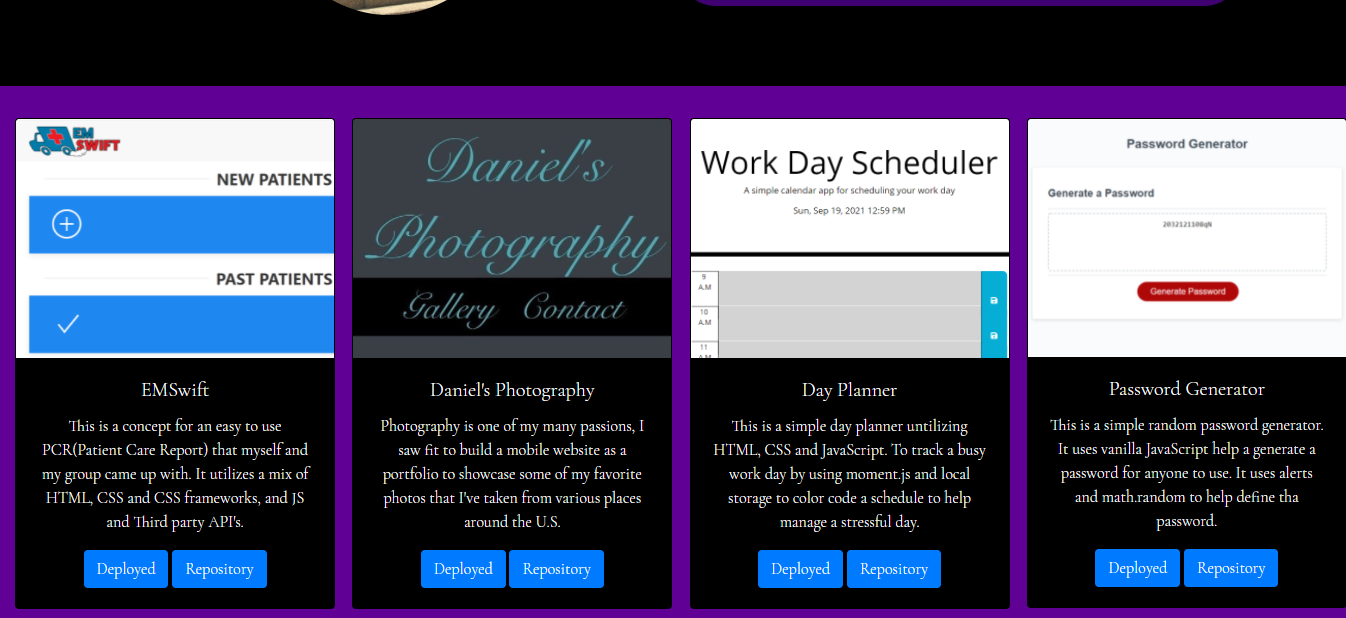 EM
SWIFT
NEW PATIENTS
PAST PATIENTS
EMSwift
This is a concept for an easy to use
PCR(Patient Care Report) that myself and
my group came up with. It utilizes a mix of
HTML, CSS and CSS frameworks, and JS
and Third party API's.
Deployed
Repository
Daniel's
Photography
Gallery Contact
Daniel's Photography
Photography is one of my many passions, I
saw fit to build a mobile website as a
portfolio to showcase some of my favorite
photos that I've taken from various places
around the U.S.
Deployed
Repository
Work Day Scheduler
A simple calendar app for scheduling your work day
Sun, Sep 19, 2021 12:59 PM
9
A.M
10
A.M
11
A.M
Day Planner
This is a simple day planner untilizing
HTML, CSS and JavaScript. To track a busy
work day by using moment.js and local
storage to color code a schedule to help
manage a stressful day.
Deployed
Repository
Password Generator
Generate a Password
2032121108qN
Generate Password
Password Generator
This is a simple random password generator.
It uses vanilla JavaScript help a generate a
password for anyone to use. It uses alerts
and math.random to help define tha
password.
Deployed
Repository